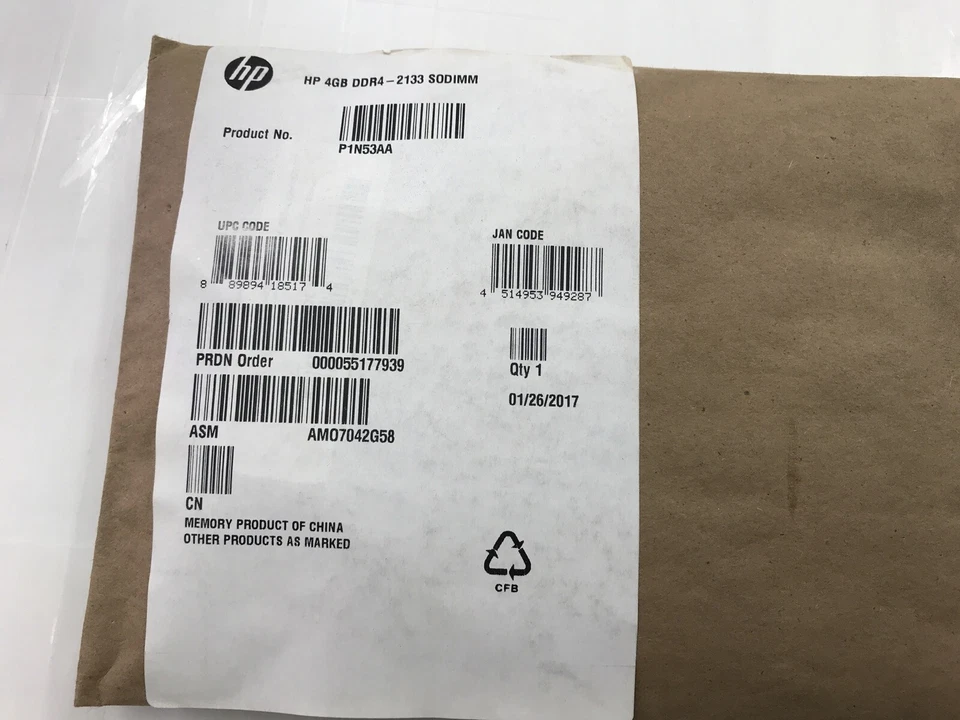 hp
HP 4GB DDR4-2133 SODIMM
Product No.
P1N53AA
UPC CODE
8 89894 18517 4
JAN CODE
4 514953 949287
PRDN Order 000055177939
Qty 1
01/26/2017
ASM AMO7042G58
CN
MEMORY PRODUCT OF CHINA
OTHER PRODUCTS AS MARKED
CFB